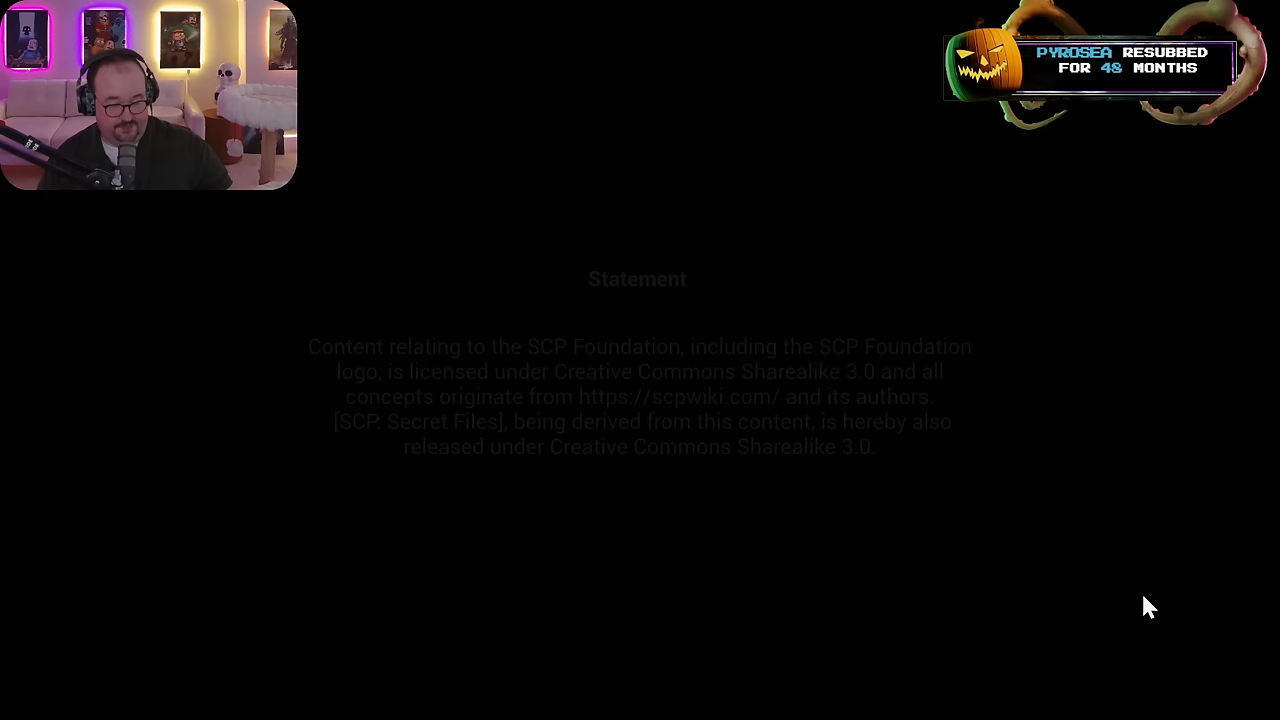 PYROSEA RESUBBED
FOR 48 MONTHS
Statement
Content relating to the SCP Foundation, including the SCP Foundation
logo, is licensed under Creative Commons Sharealike 3.0 and all
concepts originate from https://scpwiki.com/ and its authors.
[SCP: Secret Files], being derived from this content, is hereby also
released under Creative Commons Sharealike 3.0.